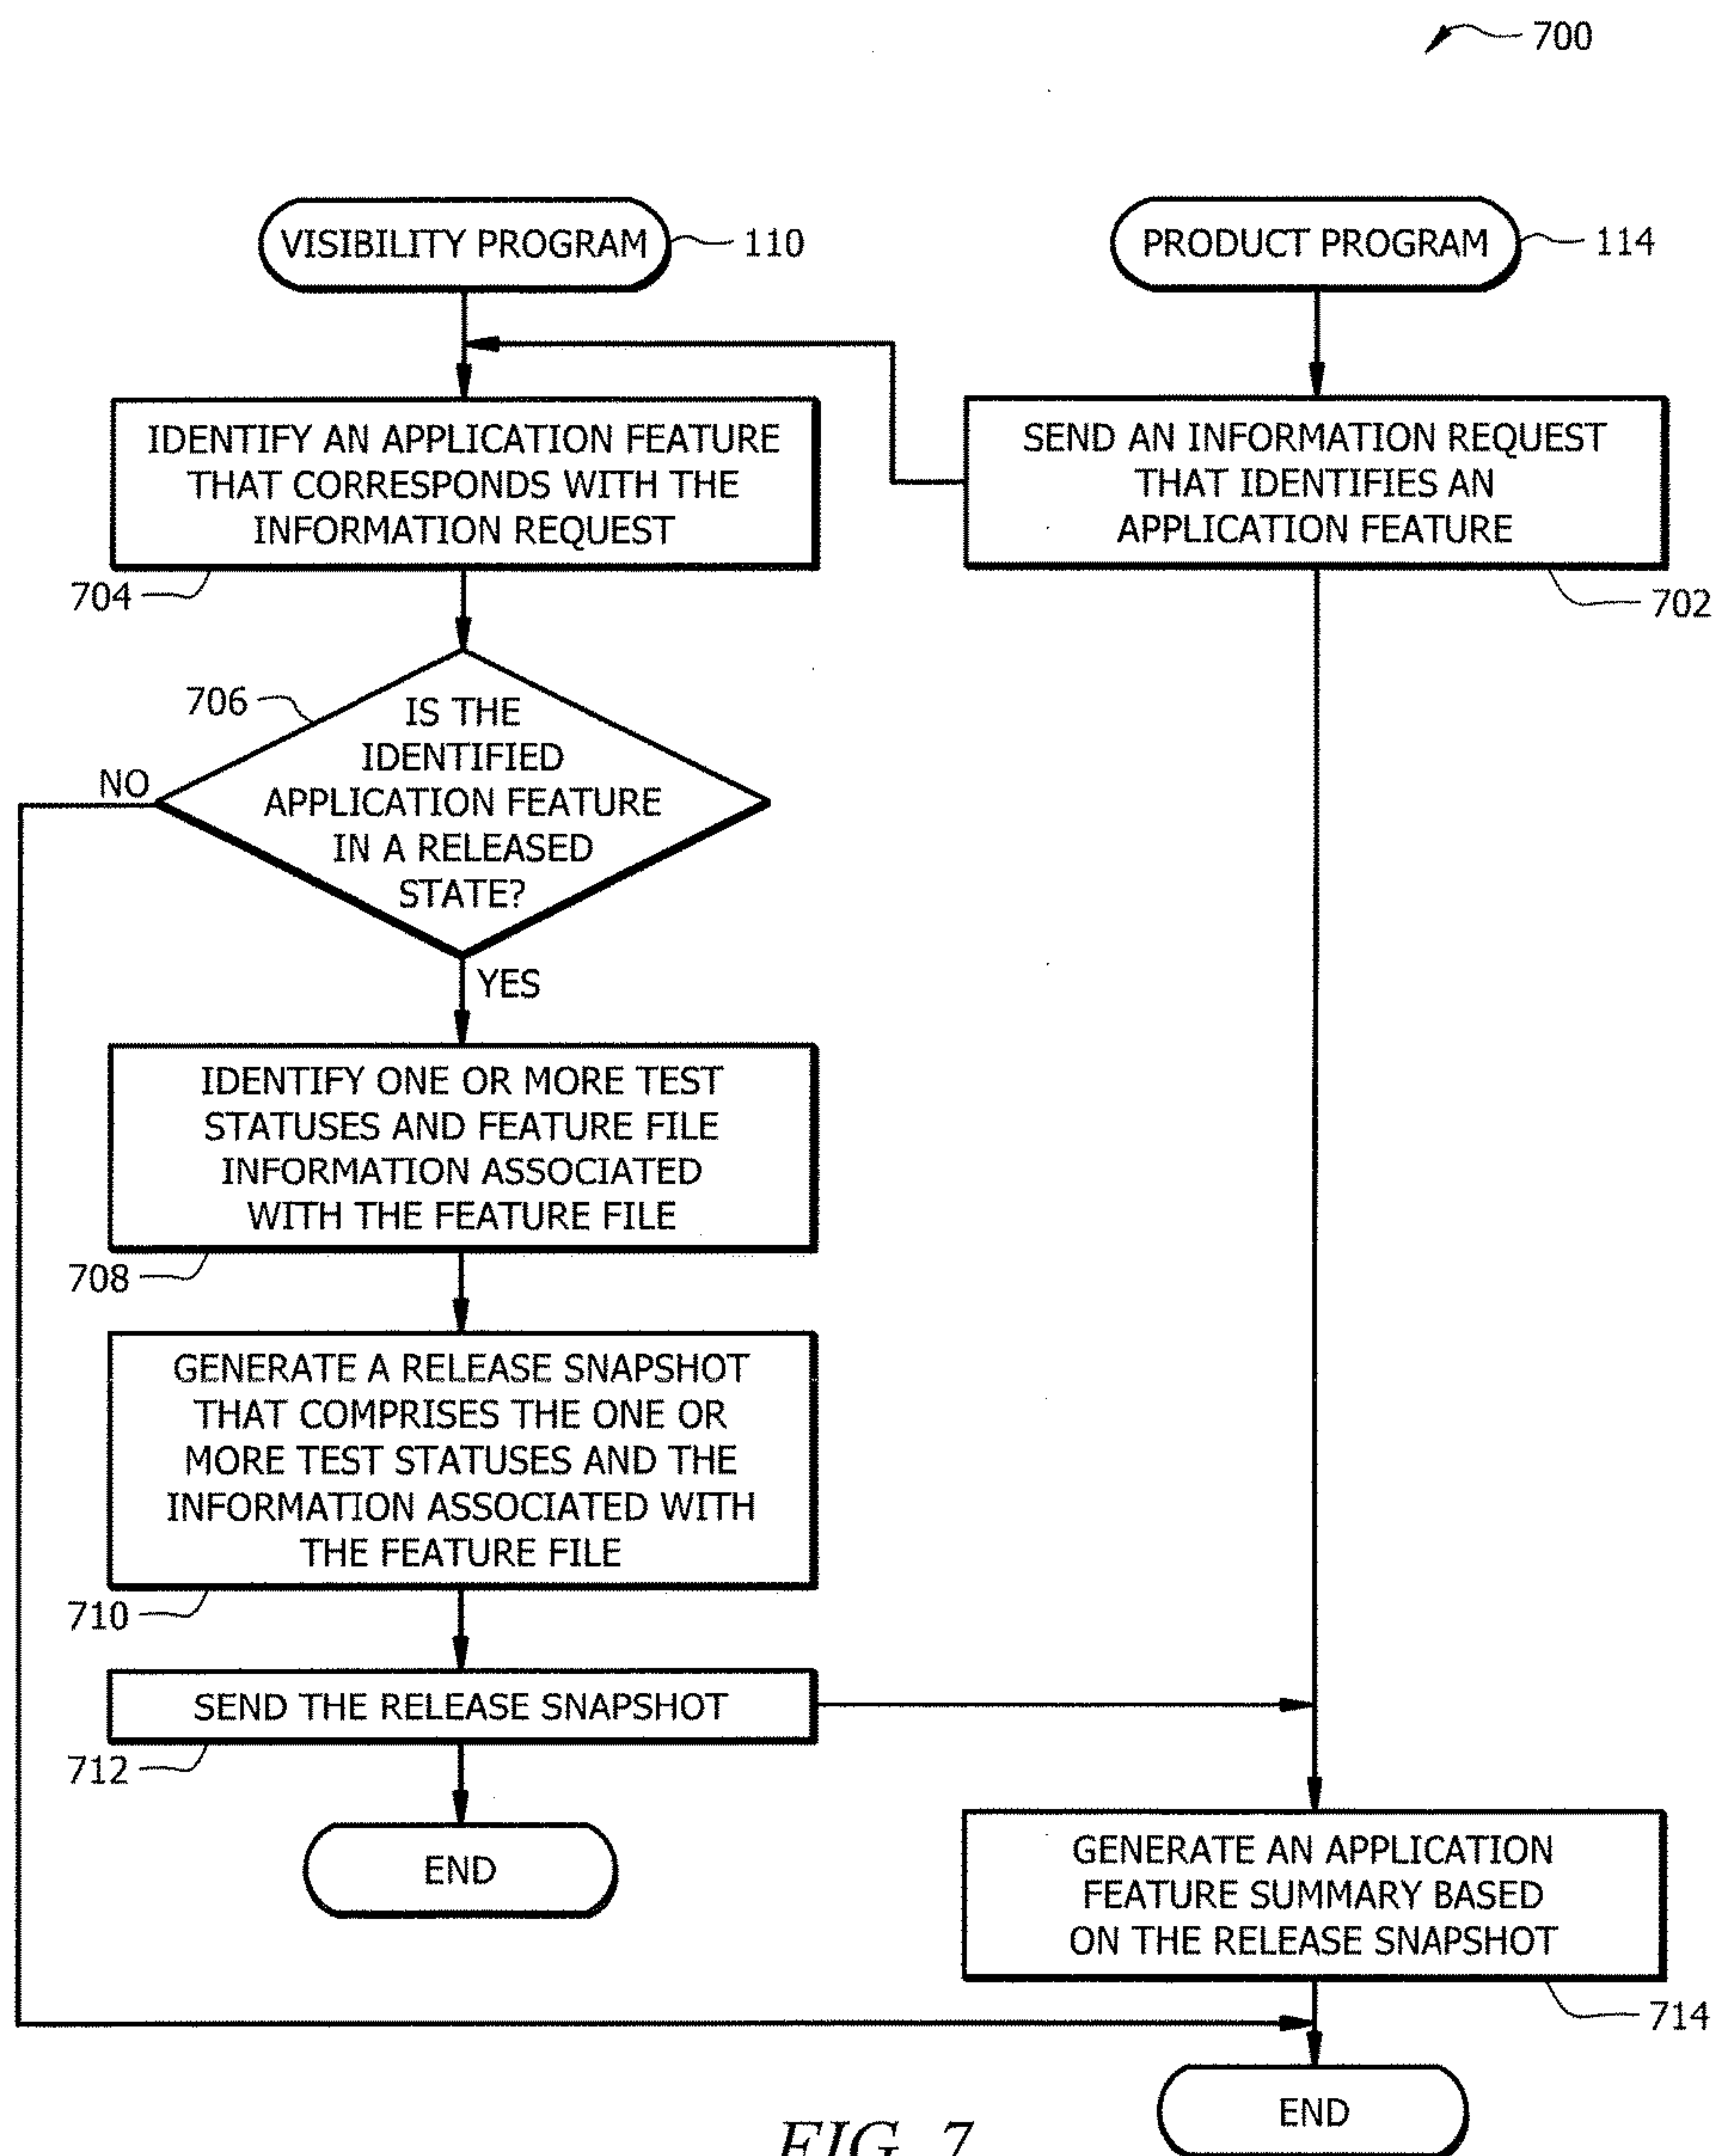 700
VISIBILITY PROGRAM
110
PRODUCT PROGRAM
114
IDENTIFY AN APPLICATION FEATURE
THAT CORRESPONDS WITH THE
INFORMATION REQUEST
704
SEND AN INFORMATION REQUEST
THAT IDENTIFIES AN
APPLICATION FEATURE
702
706
IS THE
IDENTIFIED
APPLICATION FEATURE
IN A RELEASED
STATE?
NO
YES
IDENTIFY ONE OR MORE TEST
STATUSES AND FEATURE FILE
INFORMATION ASSOCIATED
WITH THE FEATURE FILE
708
GENERATE A RELEASE SNAPSHOT
THAT COMPRISES THE ONE OR
MORE TEST STATUSES AND THE
INFORMATION ASSOCIATED WITH
THE FEATURE FILE
710
SEND THE RELEASE SNAPSHOT
712
END
GENERATE AN APPLICATION
FEATURE SUMMARY BASED
ON THE RELEASE SNAPSHOT
714
END
FIG. 7